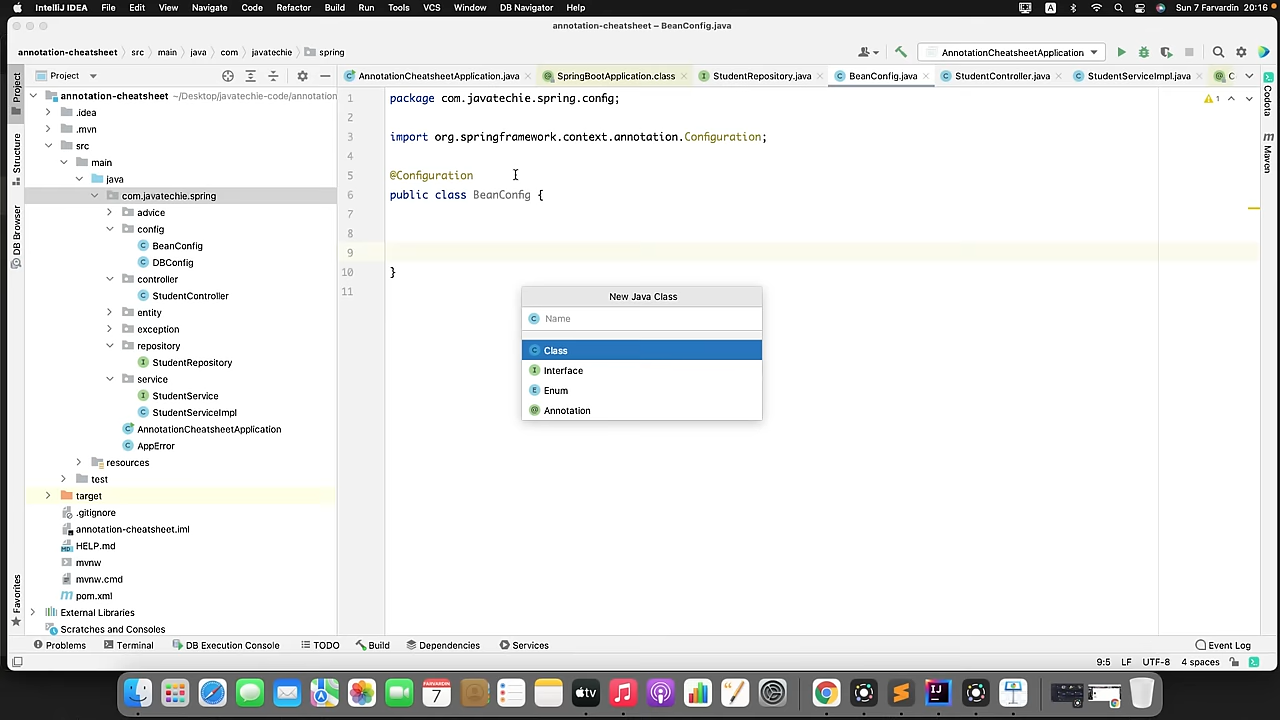 IntelliJ IDEA File Edit View Navigate Code Refactor Build Run Tools VCS Window DB Navigator Help A Sun 7 Farvardin 20:16
annotation-cheatsheet – BeanConfig.java
annotation-cheatsheet src main java com javatechie spring AnnotationCheatsheetApplication
Project AnnotationCheatsheetApplication.java SpringBootApplication.class StudentRepository.java BeanConfig.java StudentController.java StudentServiceImpl.java C
annotation-cheatsheet ~/Desktop/javatechie-code/annotation
.idea
.mvn
src
main
java
com.javatechie.spring
advice
config
BeanConfig
DBConfig
controller
StudentController
entity
exception
repository
StudentRepository
service
StudentService
StudentServiceImpl
AnnotationCheatsheetApplication
AppError
resources
test
target
.gitignore
annotation-cheatsheet.iml
HELP.md
mvnw
mvnw.cmd
pom.xml
External Libraries
Scratches and Consoles
Project
Structure
DB Browser
Favorites
1 package com.javatechie.spring.config;
2
3 import org.springframework.context.annotation.Configuration;
4
5 @Configuration
6 public class BeanConfig {
7
8
9
10 }
11
1
New Java Class
Name
Class
Interface
Enum
Annotation
Codota
Maven
Problems Terminal DB Execution Console TODO Build Dependencies Services Event Log
9:5 LF UTF-8 4 spaces
FARVARDIN
7
tv
IJ